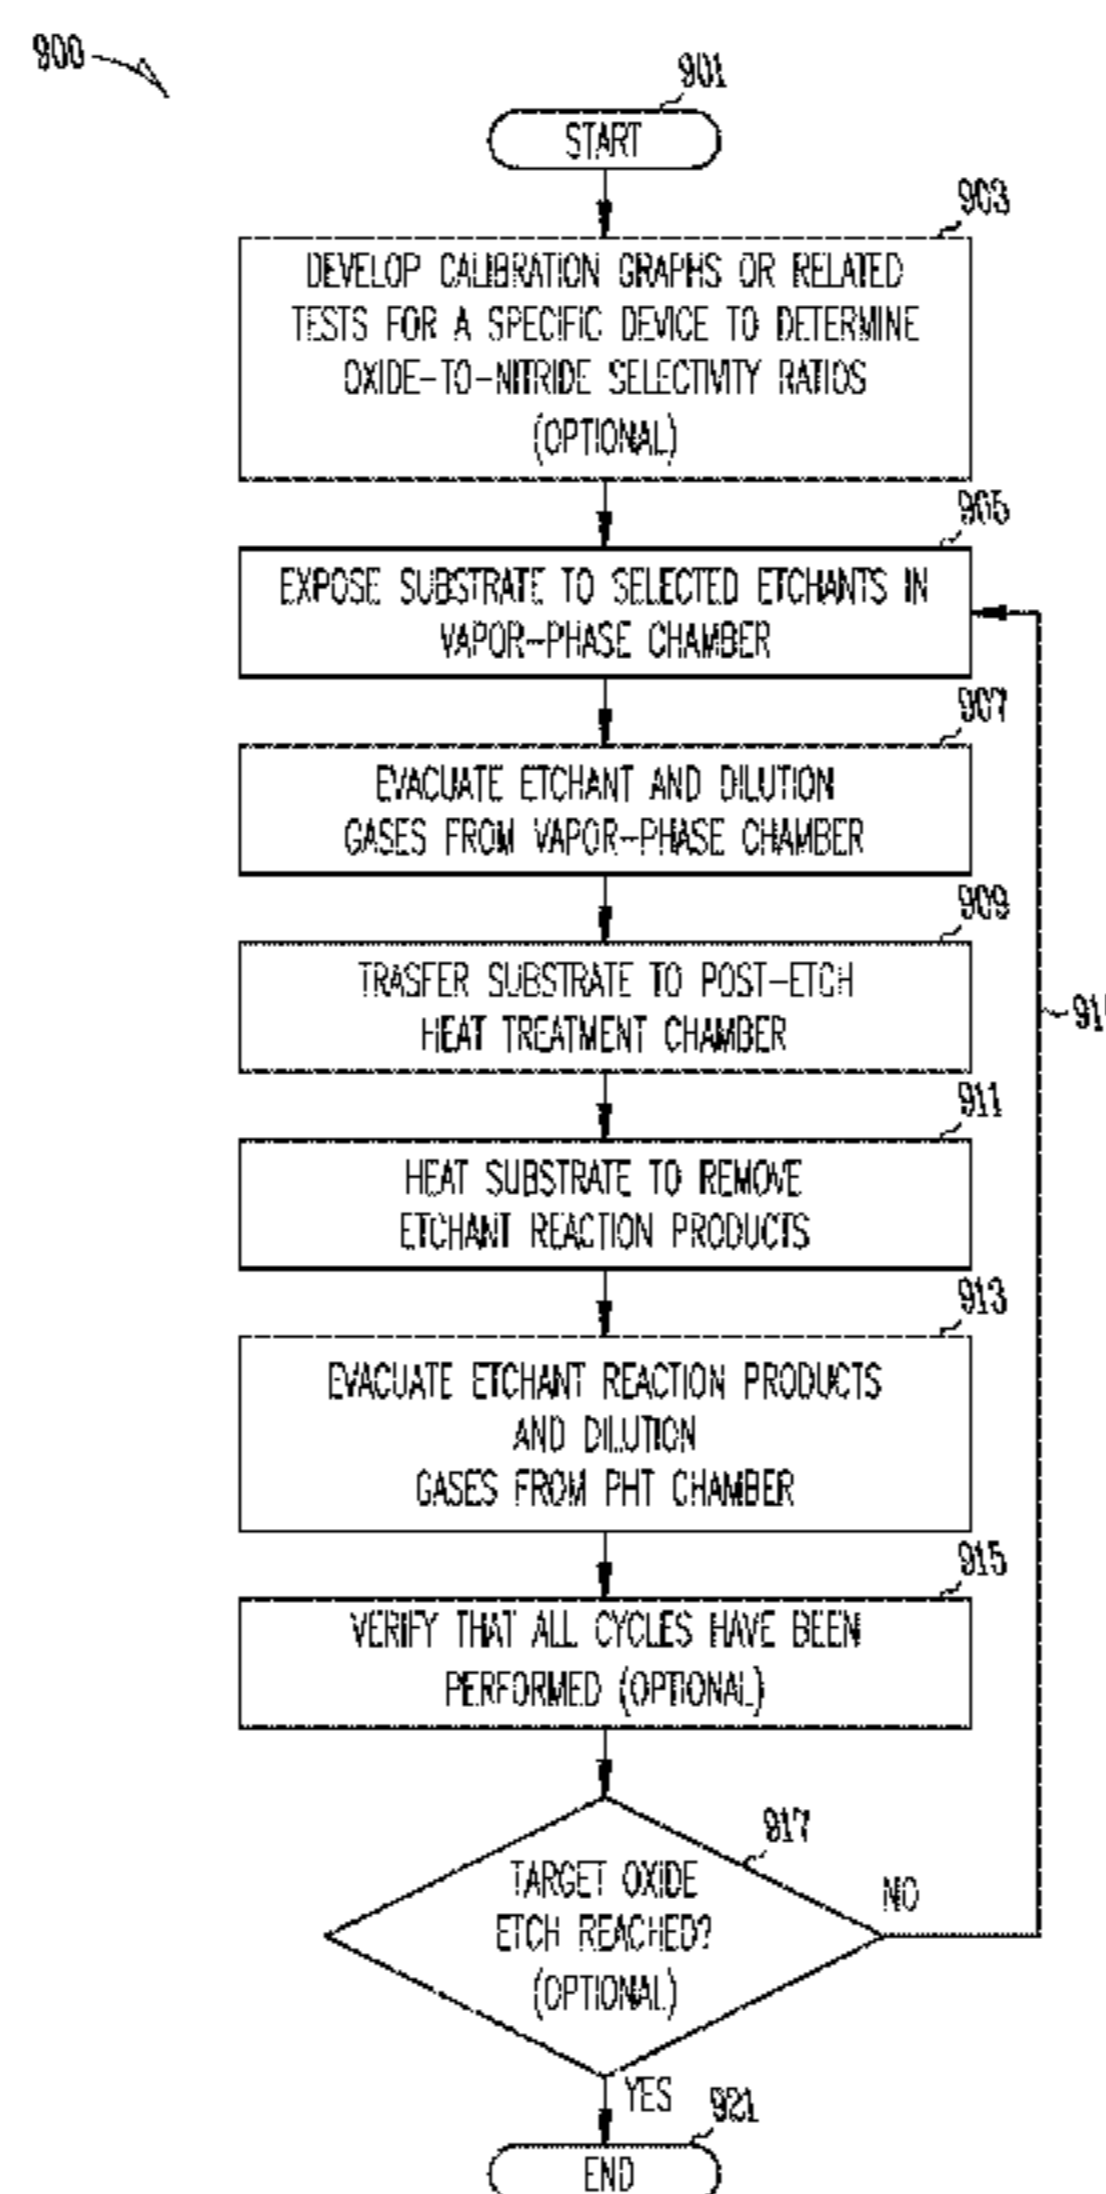 900
901
START
903
DEVELOP CALIBRATION GRAPHS OR RELATED
TESTS FOR A SPECIFIC DEVICE TO DETERMINE
OXIDE-TO-NITRIDE SELECTIVITY RATIOS
(OPTIONAL)
905
EXPOSE SUBSTRATE TO SELECTED ETCHANTS IN
VAPOR-PHASE CHAMBER
907
EVACUATE ETCHANT AND DILUTION
GASES FROM VAPOR-PHASE CHAMBER
909
TRASFER SUBSTRATE TO POST-ETCH
HEAT TREATMENT CHAMBER
911
HEAT SUBSTRATE TO REMOVE
ETCHANT REACTION PRODUCTS
913
EVACUATE ETCHANT REACTION PRODUCTS
AND DILUTION
GASES FROM PHT CHAMBER
915
VERIFY THAT ALL CYCLES HAVE BEEN
PERFORMED (OPTIONAL)
917
TARGET OXIDE
ETCH REACHED?
(OPTIONAL)
NO
YES
921
END